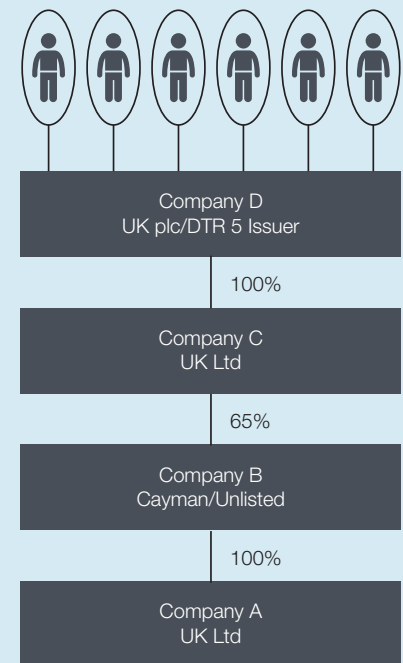 Company D
UK plc/DTR 5 Issuer
100%
Company C
UK Ltd
65%
Company B
Cayman/Unlisted
100%
Company A
UK Ltd